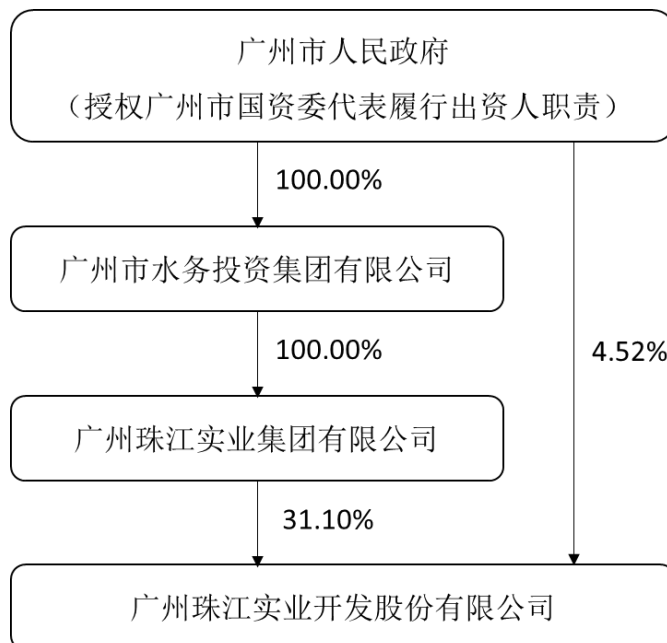 广州市人民政府
（授权广州市国资委代表履行出资人职责）
100.00%
广州市水务投资集团有限公司
100.00%
4.52%
广州珠江实业集团有限公司
31.10%
广州珠江实业开发股份有限公司